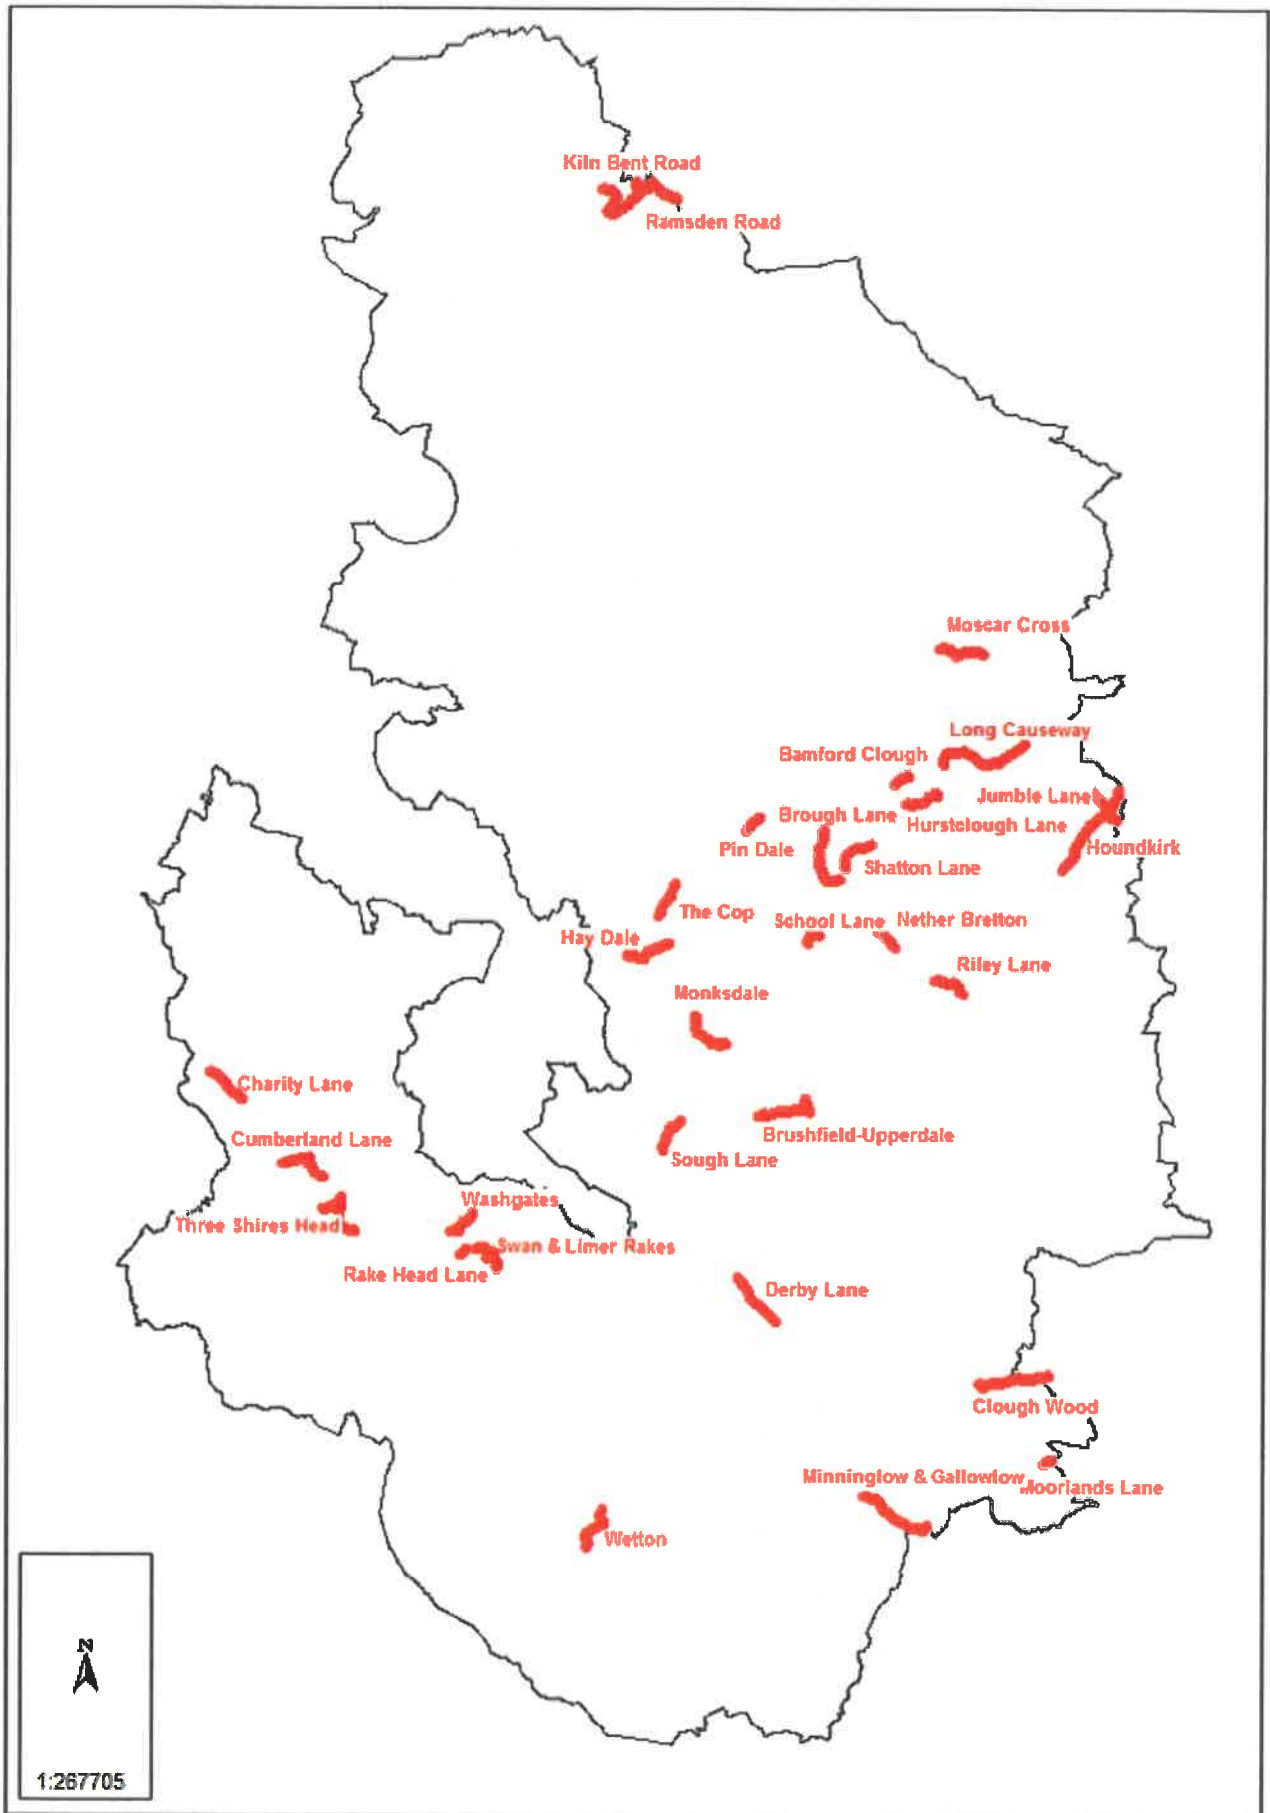 Kiln Bent Road
Ramsden Road
Moscar Cross
Long Causeway
Bamford Clough
Jumble Lane
Brough Lane
Hurstclough Lane
Pin Dale
Houndkirk
Shatton Lane
The Cop
School Lane
Nether Bretton
Hay Dale
Riley Lane
Monksdale
Charity Lane
Cumberland Lane
Brushfield-Upperdale
Sough Lane
Washgates
Three Shires Head
Swan & Limer Rakes
Rake Head Lane
Derby Lane
Clough Wood
Minninglow & Gallowlow
Moorlands Lane
Wetton
N
1:267705